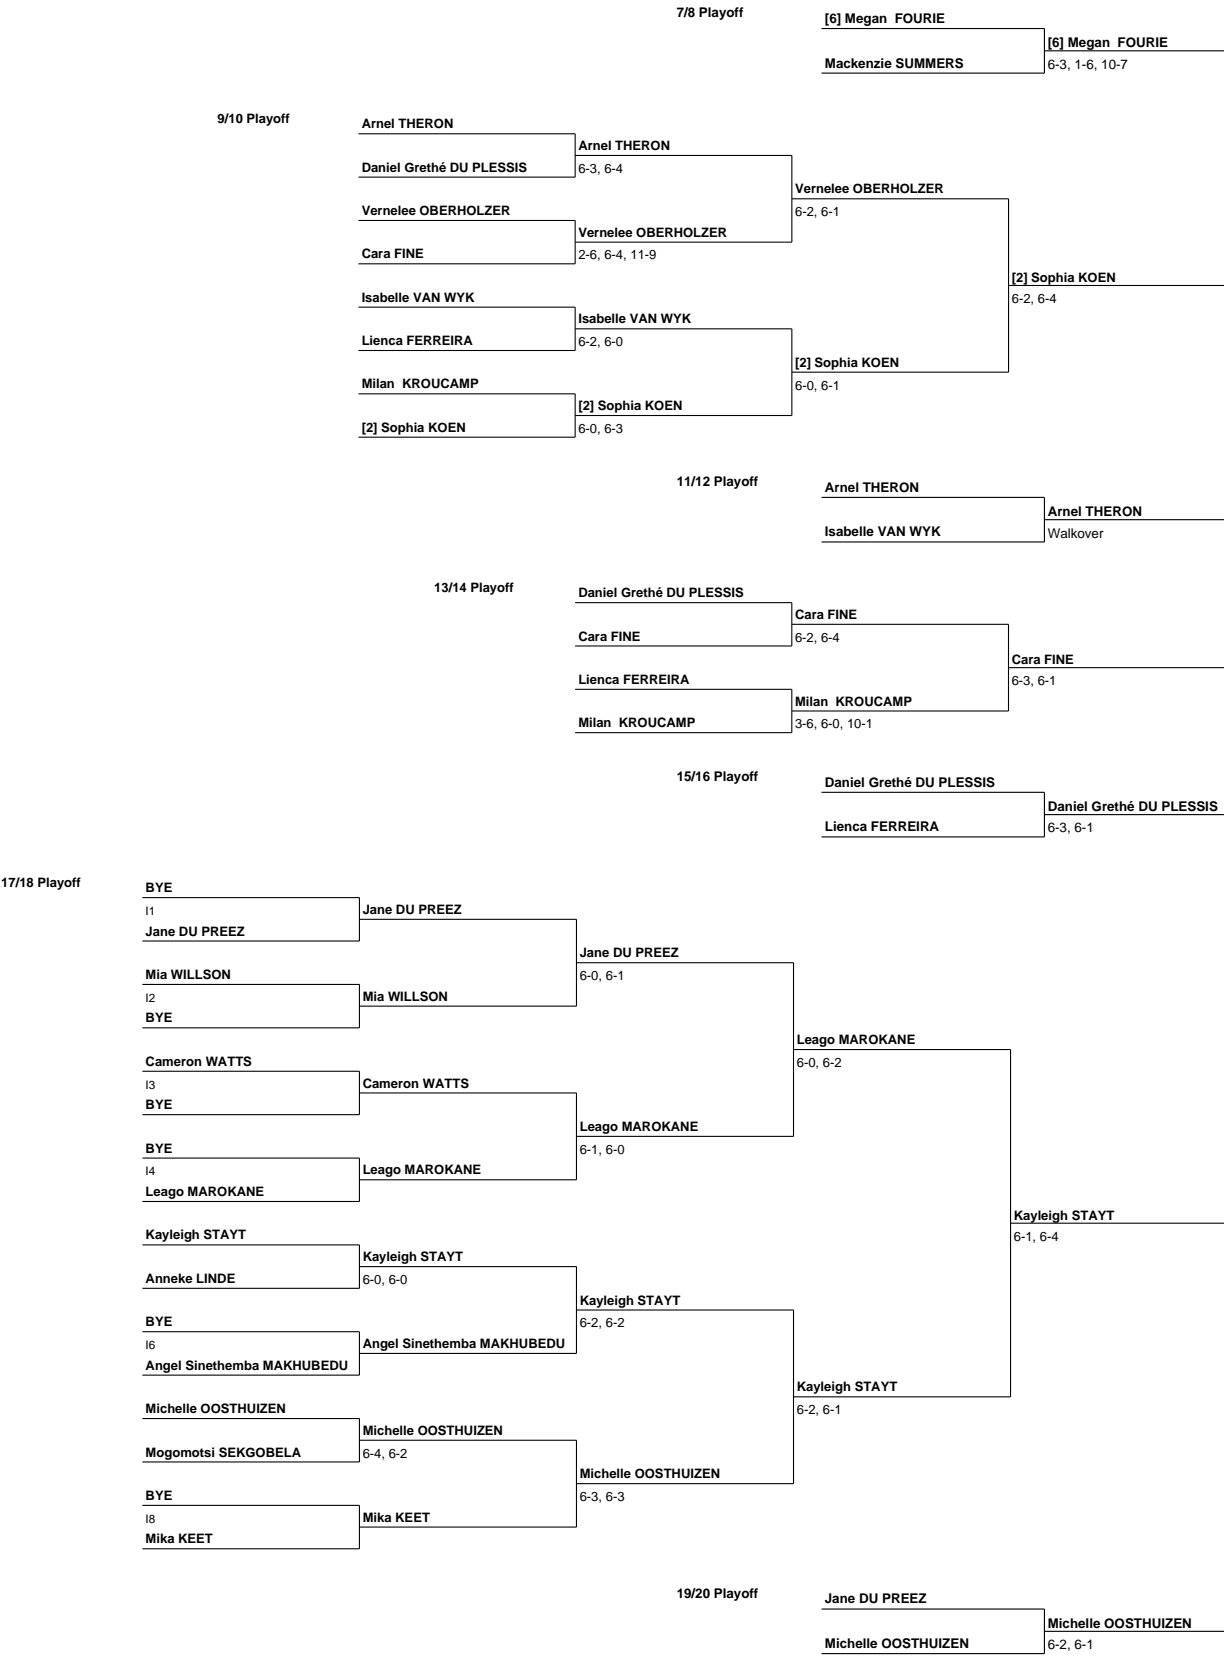 7/8 Playoff
[6] Megan  FOURIE
[6] Megan  FOURIE
Mackenzie SUMMERS
6-3, 1-6, 10-7
9/10 Playoff
Arnel THERON
Arnel THERON
Daniel Grethé DU PLESSIS
6-3, 6-4
Vernelee OBERHOLZER
Vernelee OBERHOLZER
6-2, 6-1
Vernelee OBERHOLZER
Cara FINE
2-6, 6-4, 11-9
[2] Sophia KOEN
Isabelle VAN WYK
6-2, 6-4
Isabelle VAN WYK
Lienca FERREIRA
6-2, 6-0
[2] Sophia KOEN
Milan  KROUCAMP
6-0, 6-1
[2] Sophia KOEN
[2] Sophia KOEN
6-0, 6-3
11/12 Playoff
Arnel THERON
Arnel THERON
Isabelle VAN WYK
Walkover
13/14 Playoff
Daniel Grethé DU PLESSIS
Cara FINE
Cara FINE
6-2, 6-4
Cara FINE
Lienca FERREIRA
6-3, 6-1
Milan  KROUCAMP
Milan  KROUCAMP
3-6, 6-0, 10-1
15/16 Playoff
Daniel Grethé DU PLESSIS
Daniel Grethé DU PLESSIS
Lienca FERREIRA
6-3, 6-1
17/18 Playoff
BYE
I1
Jane DU PREEZ
Jane DU PREEZ
Jane DU PREEZ
Mia WILLSON
6-0, 6-1
I2
Mia WILLSON
BYE
Leago MAROKANE
Cameron WATTS
6-0, 6-2
I3
Cameron WATTS
BYE
Leago MAROKANE
BYE
6-1, 6-0
I4
Leago MAROKANE
Leago MAROKANE
Kayleigh STAYT
Kayleigh STAYT
6-1, 6-4
Kayleigh STAYT
Anneke LINDE
6-0, 6-0
Kayleigh STAYT
BYE
6-2, 6-2
I6
Angel Sinethemba MAKHUBEDU
Angel Sinethemba MAKHUBEDU
Kayleigh STAYT
Michelle OOSTHUIZEN
6-2, 6-1
Michelle OOSTHUIZEN
Mogomotsi SEKGOBELA
6-4, 6-2
Michelle OOSTHUIZEN
BYE
6-3, 6-3
I8
Mika KEET
Mika KEET
19/20 Playoff
Jane DU PREEZ
Michelle OOSTHUIZEN
Michelle OOSTHUIZEN
6-2, 6-1